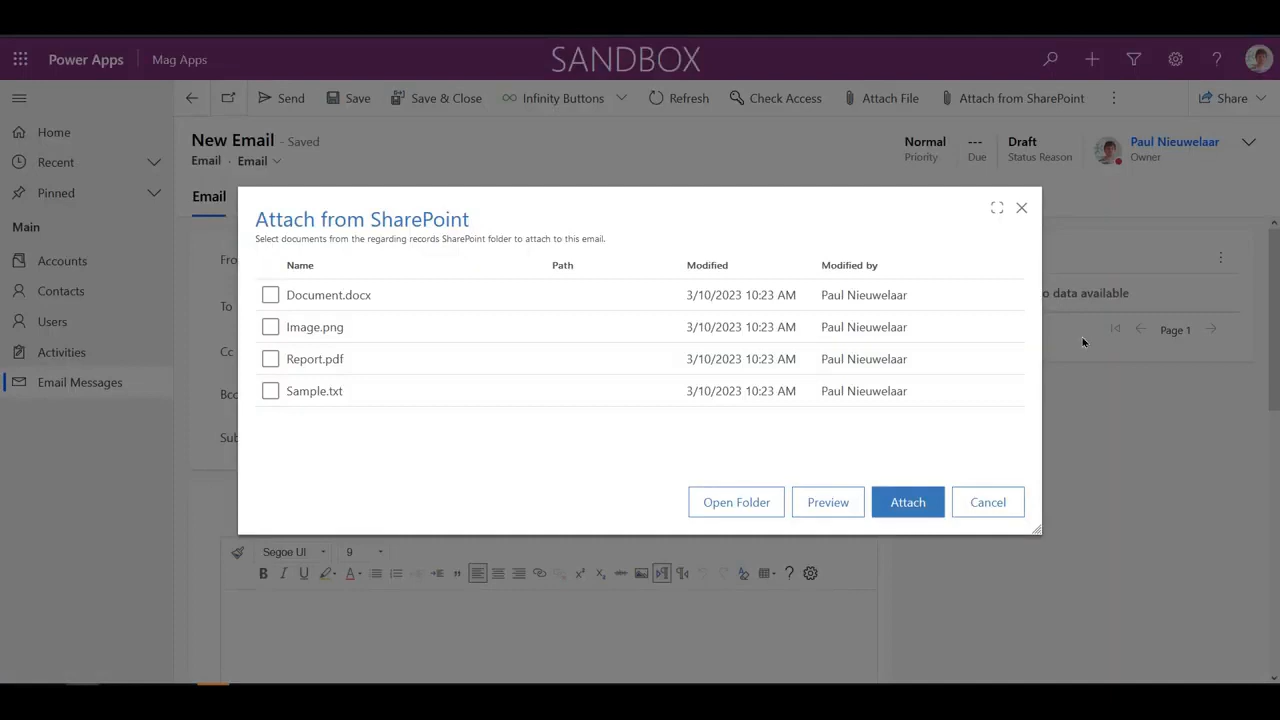 Power Apps
Mag Apps
SANDBOX
Send
Save
Save & Close
Infinity Buttons
Refresh
Check Access
Attach File
Attach from SharePoint
Share
Home
Recent
Pinned
Main
Accounts
Contacts
Users
Activities
Email Messages
New Email - Saved
Email · Email
Normal
Priority
---
Due
Draft
Status Reason
Paul Nieuwelaar
Owner
Email
Fro
To
Cc
Bcc
Sub
o data available
Page 1
Attach from SharePoint
Select documents from the regarding records SharePoint folder to attach to this email.
Name Path Modified Modified by
Document.docx 3/10/2023 10:23 AM Paul Nieuwelaar
Image.png 3/10/2023 10:23 AM Paul Nieuwelaar
Report.pdf 3/10/2023 10:23 AM Paul Nieuwelaar
Sample.txt 3/10/2023 10:23 AM Paul Nieuwelaar
Open Folder
Preview
Attach
Cancel
Segoe UI 9